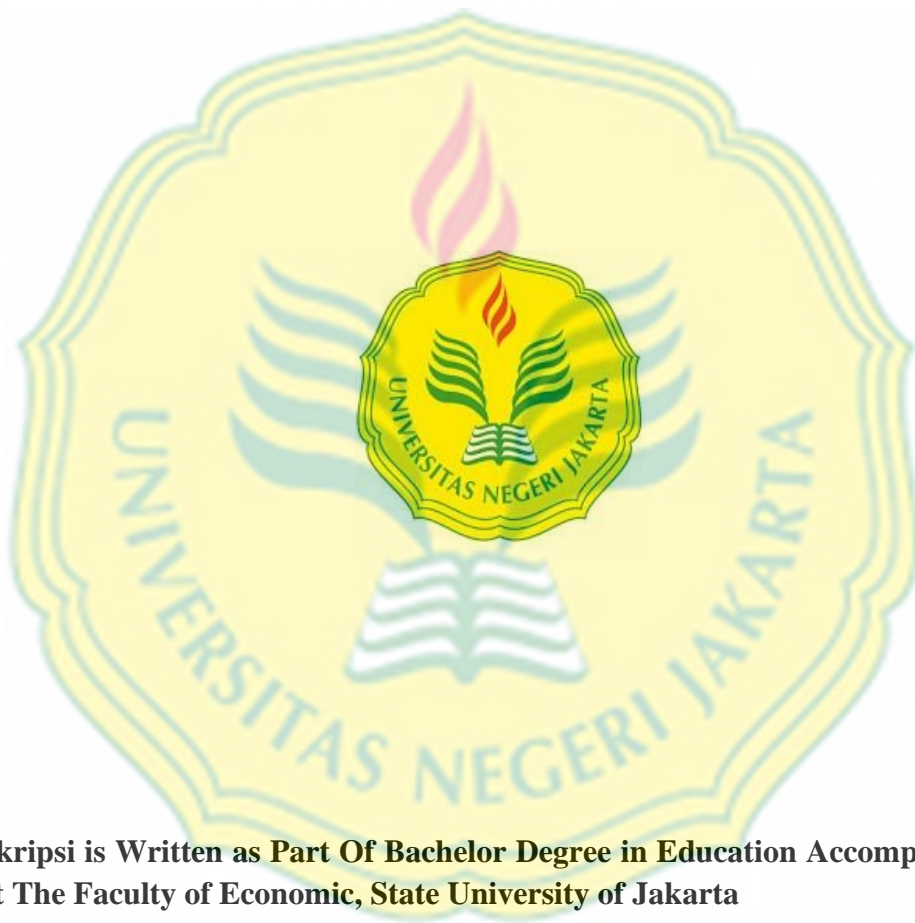 UNIVERSITAS NEGERI JAKARTA
UNIVERSITAS NEGERI JAKARTA
kripsi is Written as Part Of Bachelor Degree in Education Accomp
t The Faculty of Economic, State University of Jakarta